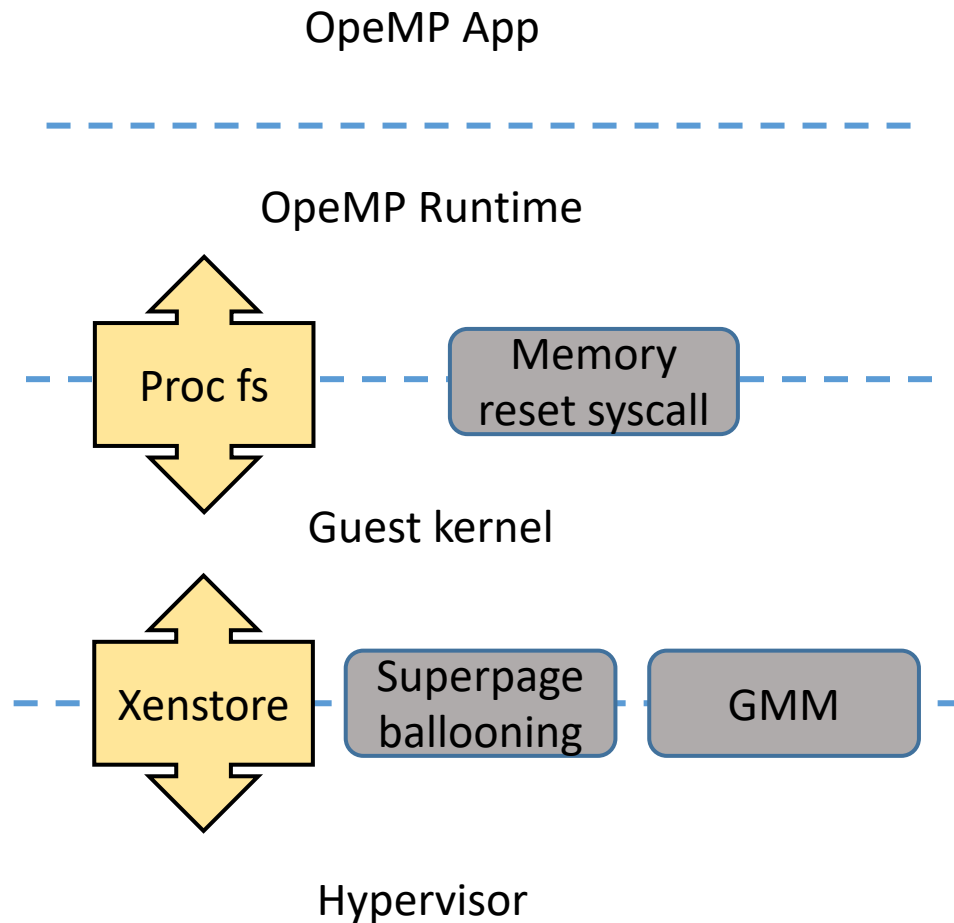 OpeMP App
OpeMP Runtime
Proc fs
Memory
reset syscall
Guest kernel
Xenstore
Superpage
ballooning
GMM
Hypervisor